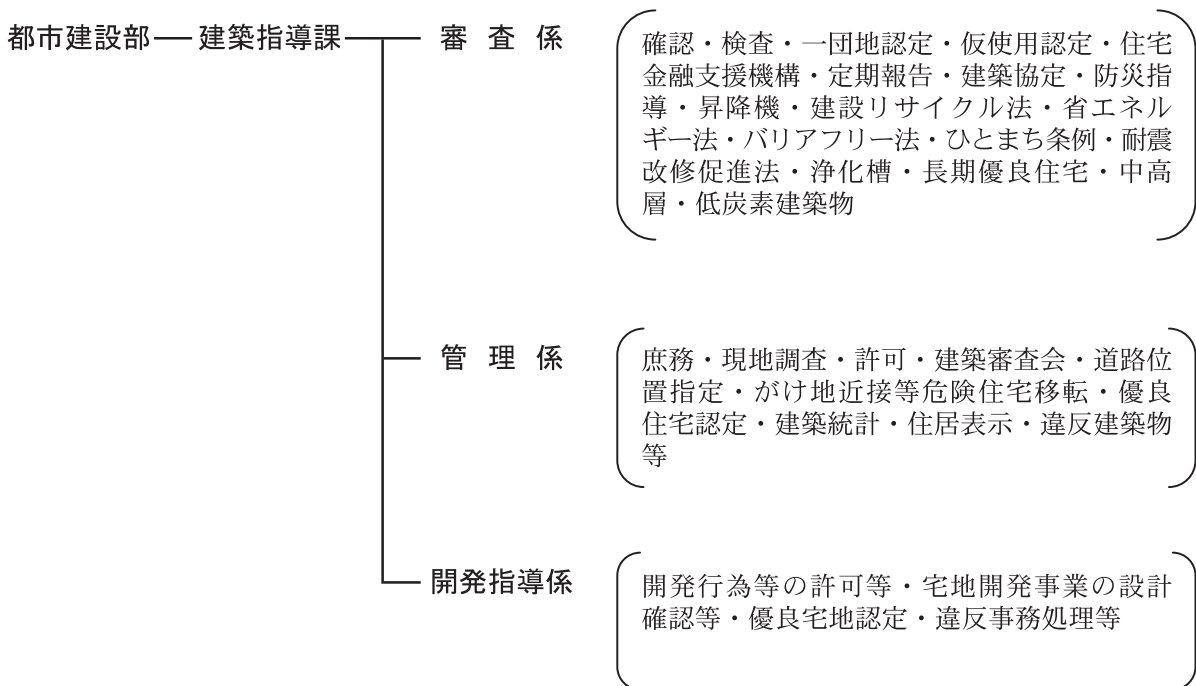 都市建設部 建築指導課 審査係
確認・検査・一団地認定・仮使用認定・住宅
金融支援機構・定期報告・建築協定・防災指
導・昇降機・建設リサイクル法・省エネル
ギー法・バリアフリー法・ひとまち条例・耐震
改修促進法・浄化槽・長期優良住宅・中高
層・低炭素建築物
管理係
庶務・現地調査・許可・建築審査会・道路位
置指定・がけ地近接等危険住宅移転・優良
住宅認定・建築統計・住居表示・違反建築物
等
開発指導係
開発行為等の許可等・宅地開発事業の設計
確認等・優良宅地認定・違反事務処理等